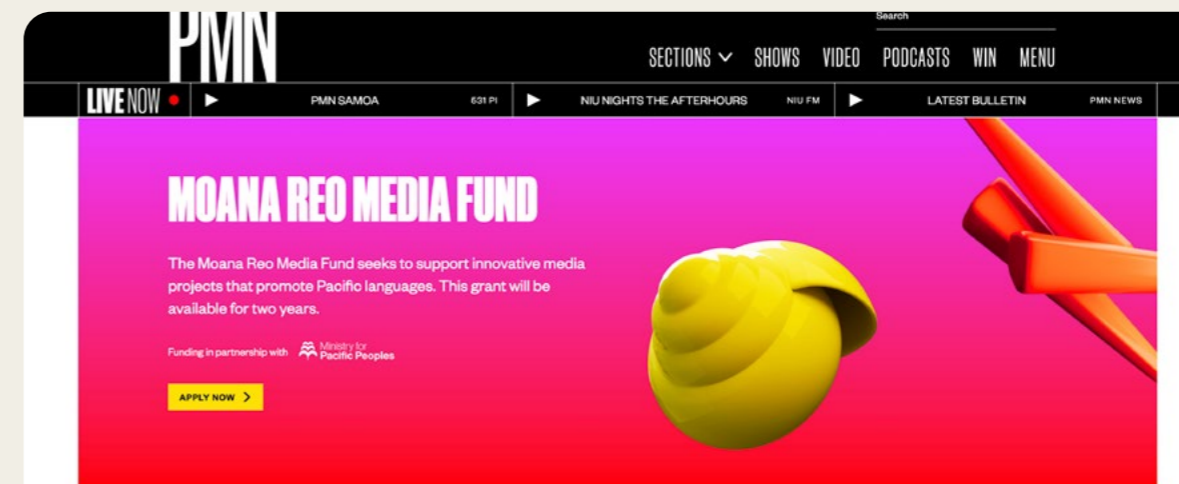 PMN
Search
SECTIONS SHOWS VIDEO PODCASTS WIN MENU
LIVE NOW PMN SAMOA 531 PI NIU NIGHTS THE AFTERHOURS NIU FM LATEST BULLETIN PMN NEWS
MOANA REO MEDIA FUND
The Moana Reo Media Fund seeks to support innovative media
projects that promote Pacific languages. This grant will be
available for two years.
Funding in partnership with Ministry for
Pacific Peoples
APPLY NOW